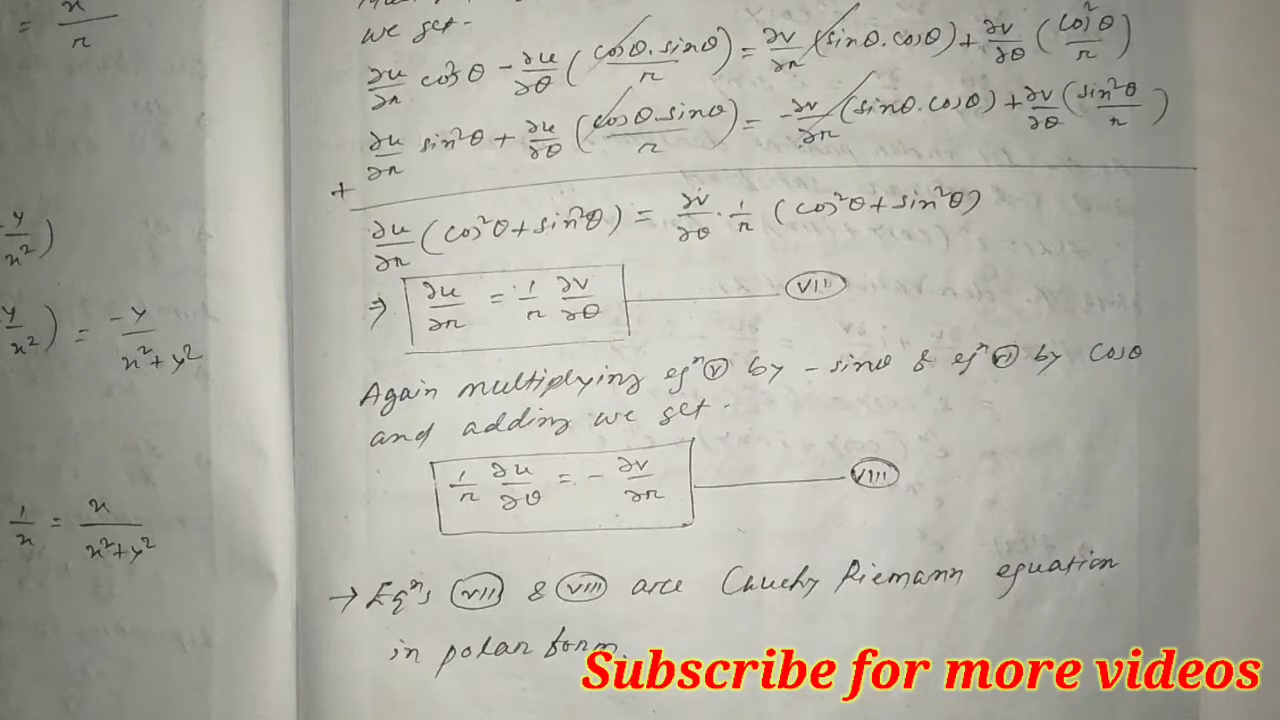 = x/r
we get -
∂u/∂r cos²θ - ∂u/∂θ (cosθ.sinθ/r) = ∂v/∂r (sinθ.cosθ) + ∂v/∂θ (cos²θ/r)
∂u/∂r sin²θ + ∂u/∂θ (cosθ.sinθ/r) = -∂v/∂r (sinθ.cosθ) + ∂v/∂θ (sin²θ/r)
+
∂u/∂r (cos²θ + sin²θ) = ∂v/∂θ . 1/r (cos²θ + sin²θ)
y/x²)
⇒ ∂u/∂r = 1/r ∂v/∂θ — VIII
y/x²) = -y/x²+y²
Again multiplying eqⁿ V by - sinθ & eqⁿ VI by cosθ
and adding we get -
1/r ∂u/∂θ = - ∂v/∂r — VIII
1/x = x/x²+y²
→ Eqⁿs VII & VIII are Cauchy Riemann equation
in polar form.
Subscribe for more videos